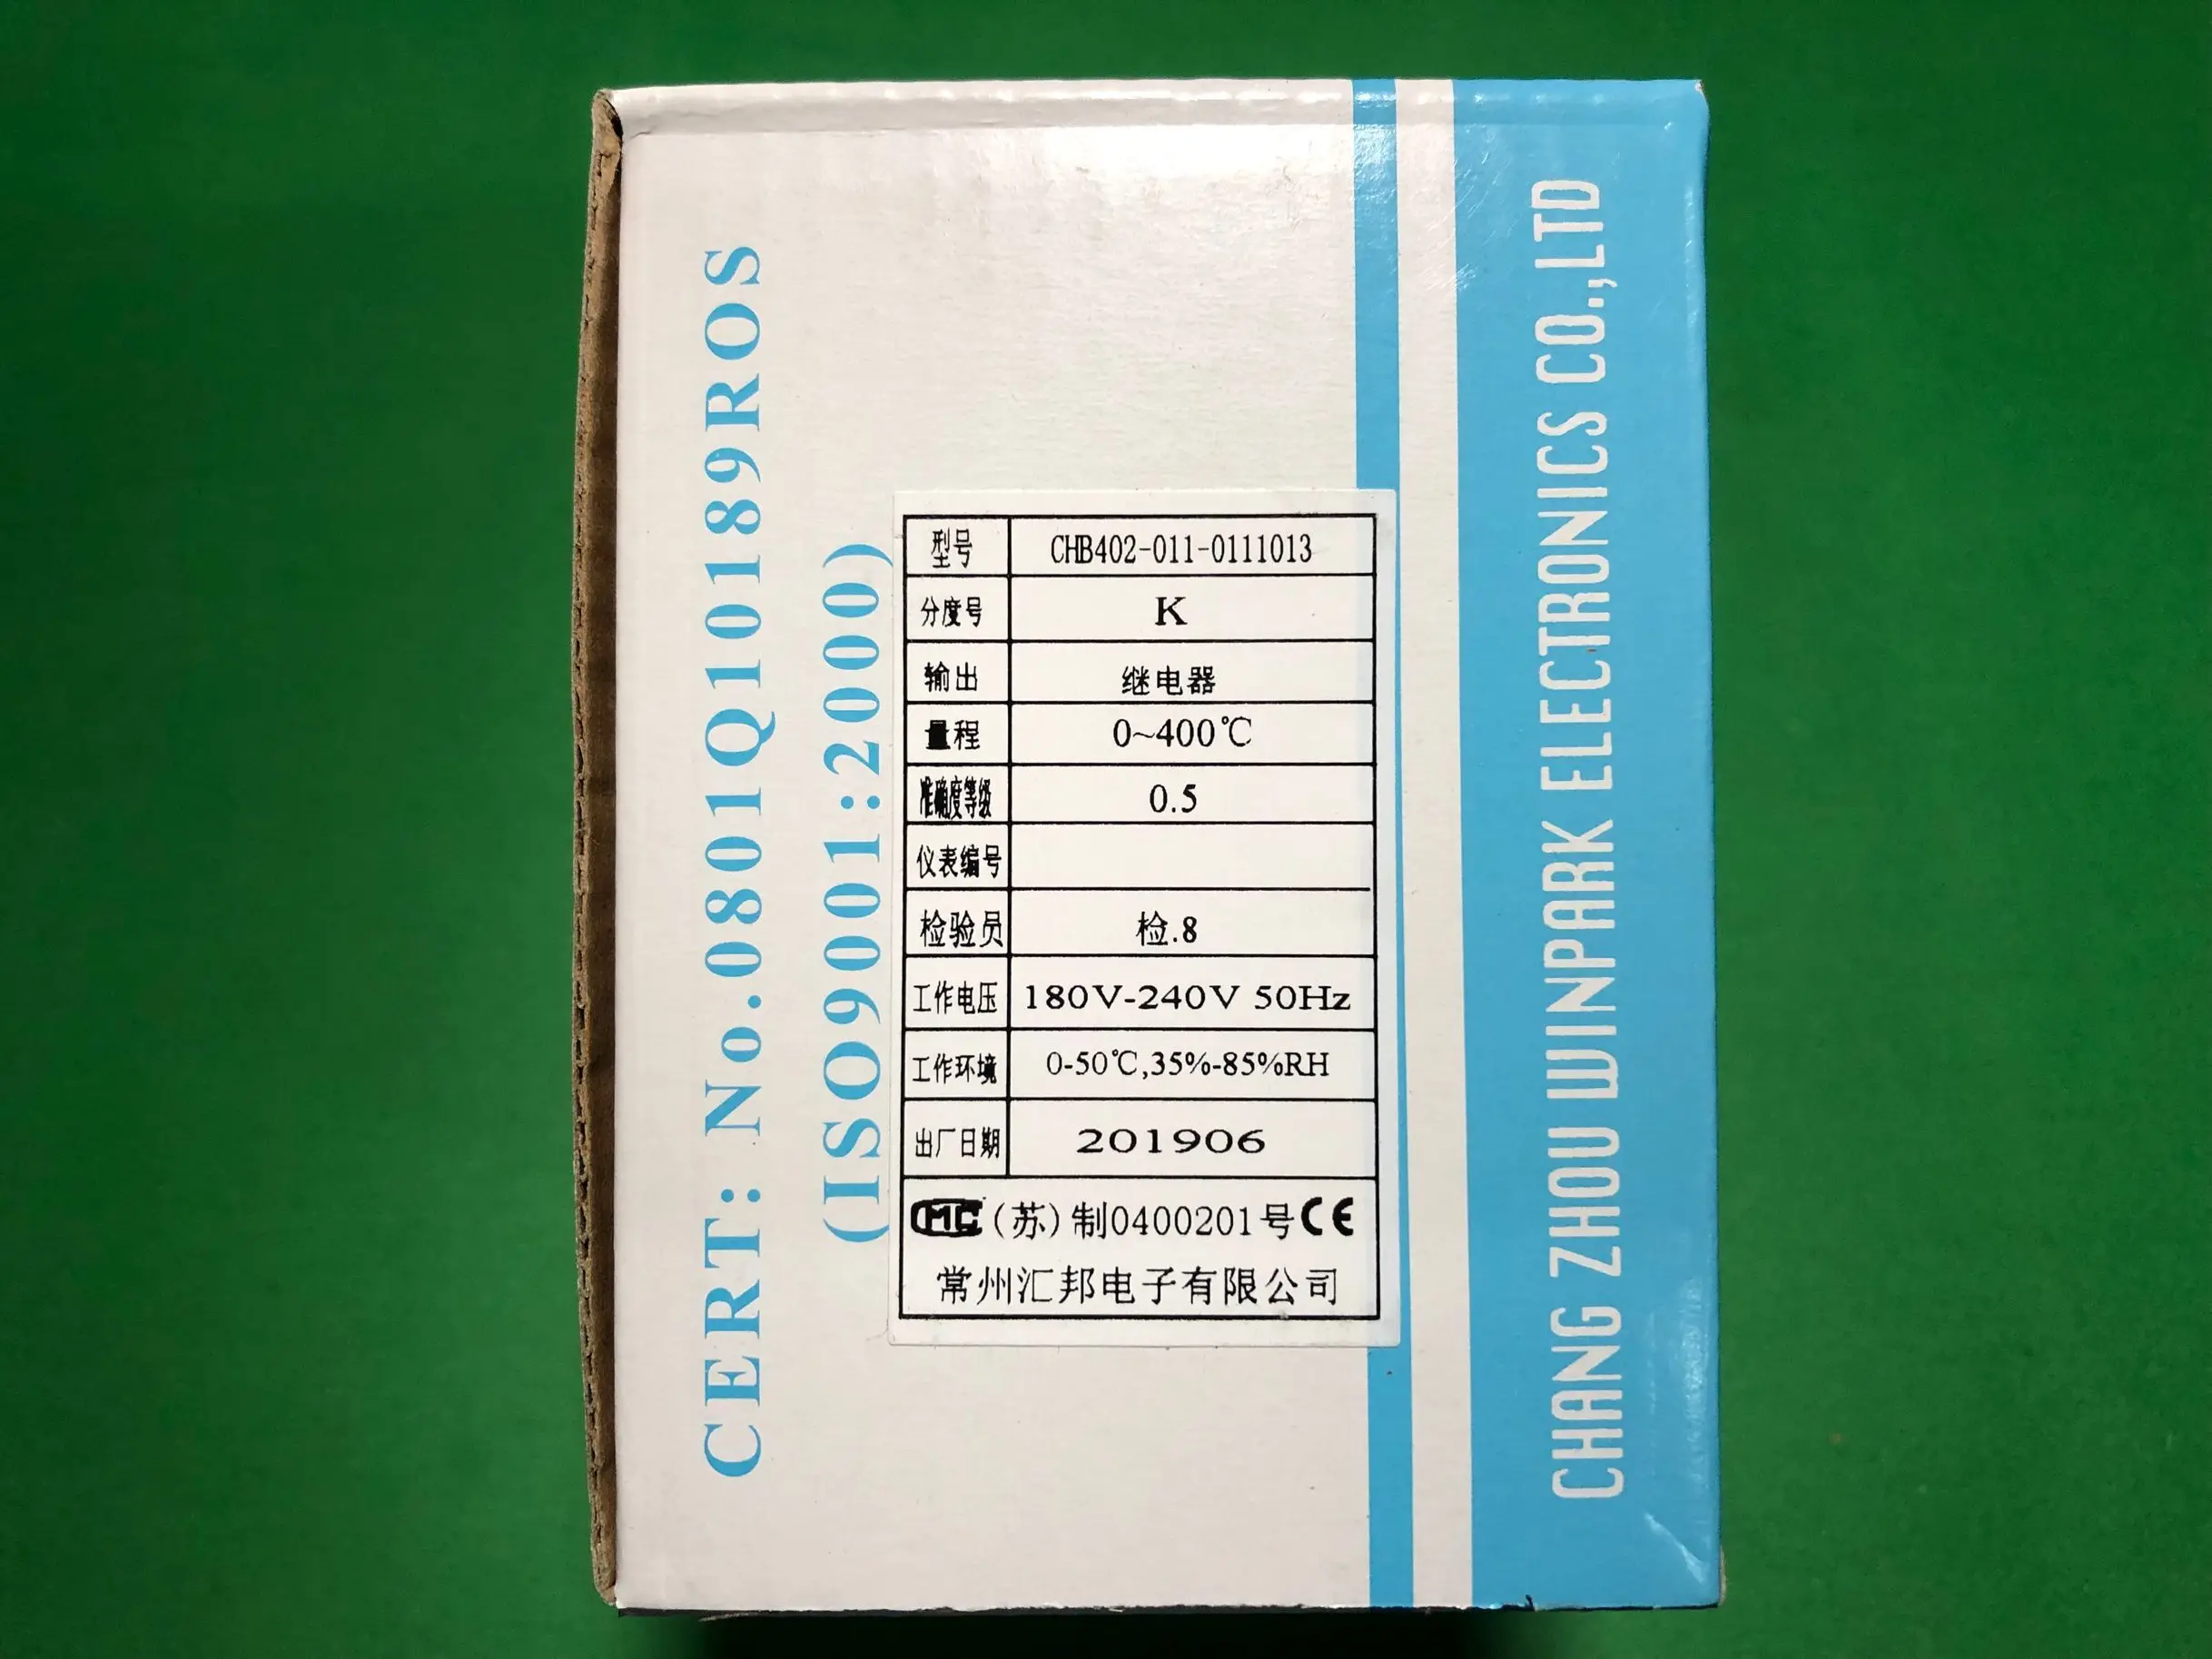 CERT: No.0801Q10189ROS
(ISO9001:2000)
型号 CHB402-011-0111013
分度号 K
输出 继电器
量程 0~400℃
准确度等级 0.5
仪表编号
检验员 检.8
工作电压 180V-240V 50Hz
工作环境 0-50℃,35%-85%RH
出厂日期 201906
CMC (苏)制0400201号CE
常州汇邦电子有限公司
CHANG ZHOU WINPARK ELECTRONICS CO.,LTD